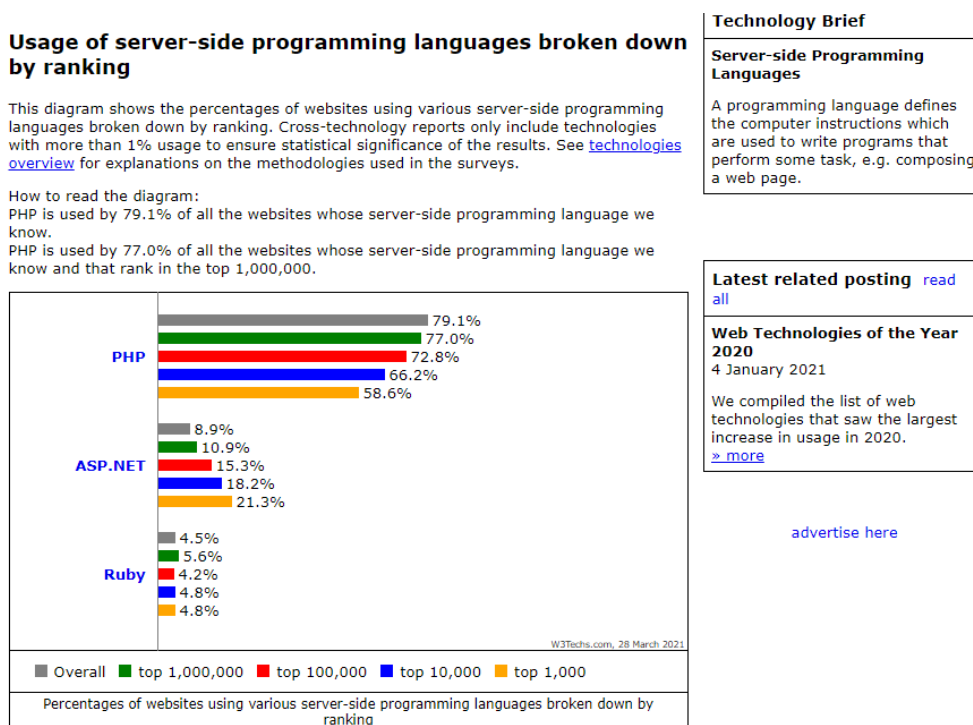 Usage of server-side programming languages broken down
by ranking
This diagram shows the percentages of websites using various server-side programming
languages broken down by ranking. Cross-technology reports only include technologies
with more than 1% usage to ensure statistical significance of the results. See technologies
overview for explanations on the methodologies used in the surveys.
How to read the diagram:
PHP is used by 79.1% of all the websites whose server-side programming language we
know.
PHP is used by 77.0% of all the websites whose server-side programming language we
know and that rank in the top 1,000,000.
PHP
79.1%
77.0%
72.8%
66.2%
58.6%
ASP.NET
8.9%
10.9%
15.3%
18.2%
21.3%
Ruby
4.5%
5.6%
4.2%
4.8%
4.8%
W3Techs.com, 28 March 2021
Overall top 1,000,000 top 100,000 top 10,000 top 1,000
Percentages of websites using various server-side programming languages broken down by
ranking
Technology Brief
Server-side Programming
Languages
A programming language defines
the computer instructions which
are used to write programs that
perform some task, e.g. composing
a web page.
Latest related posting read
all
Web Technologies of the Year
2020
4 January 2021
We compiled the list of web
technologies that saw the largest
increase in usage in 2020.
» more
advertise here